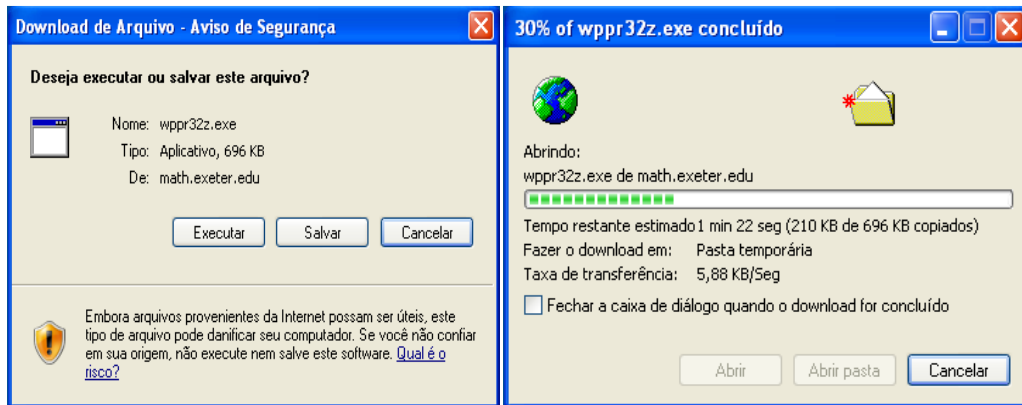 Download de Arquivo - Aviso de Segurança
Deseja executar ou salvar este arquivo?
Nome: wppr32z.exe
Tipo: Aplicativo, 696 KB
De: math.exeter.edu
Executar Salvar Cancelar
Embora arquivos provenientes da Internet possam ser úteis, este
tipo de arquivo pode danificar seu computador. Se você não confiar
em sua origem, não execute nem salve este software. Qual é o
risco?
30% of wppr32z.exe concluído
Abrindo:
wppr32z.exe de math.exeter.edu
Tempo restante estimado1 min 22 seg (210 KB de 696 KB copiados)
Fazer o download em: Pasta temporária
Taxa de transferência: 5,88 KB/Seg
Fechar a caixa de diálogo quando o download for concluído
Abrir Abrir pasta Cancelar